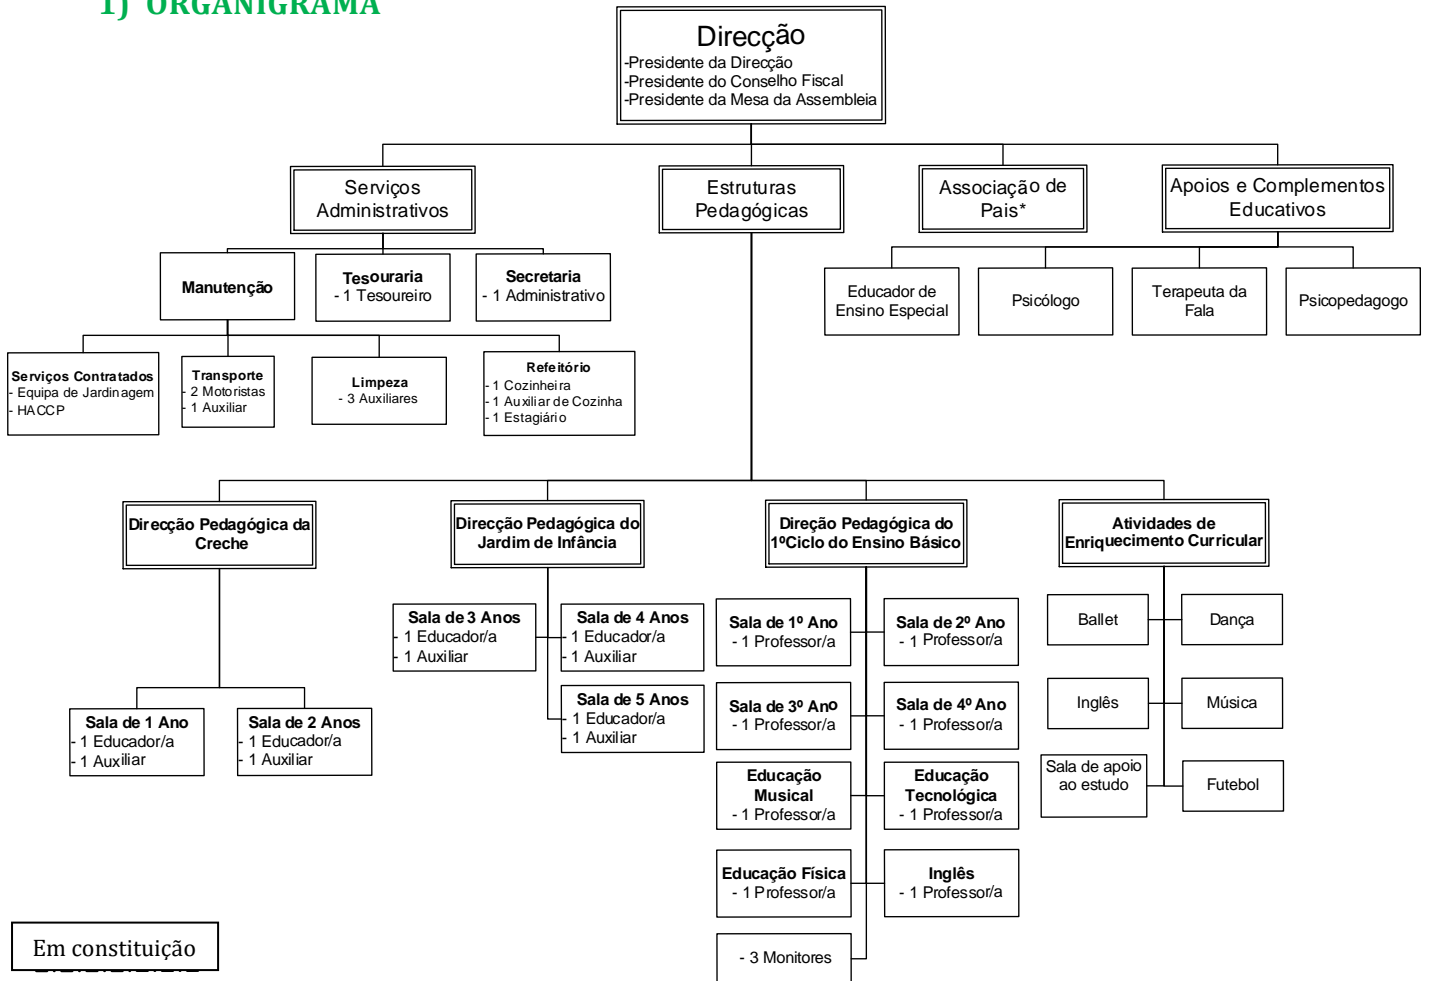 1) ORGANIGRAMA
Direcção
-Presidente da Direcção
-Presidente do Conselho Fiscal
-Presidente da Mesa da Assembleia
Serviços
Administrativos
Estruturas
Pedagógicas
Associação de
Pais*
Apoios e Complementos
Educativos
Manutenção
Tesouraria
- 1 Tesoureiro
Secretaria
- 1 Administrativo
Educador de
Ensino Especial
Psicólogo
Terapeuta da
Fala
Psicopedagogo
Serviços Contratados
- Equipa de Jardinagem
- HACCP
Transporte
- 2 Motoristas
- 1 Auxiliar
Limpeza
- 3 Auxiliares
Refeitório
- 1 Cozinheira
- 1 Auxiliar de Cozinha
- 1 Estagiário
Direcção Pedagógica da
Creche
Direcção Pedagógica do
Jardim de Infância
Direção Pedagógica do
1ºCiclo do Ensino Básico
Atividades de
Enriquecimento Curricular
Sala de 3 Anos
- 1 Educador/a
- 1 Auxiliar
Sala de 4 Anos
- 1 Educador/a
- 1 Auxiliar
Sala de 1º Ano
- 1 Professor/a
Sala de 2º Ano
- 1 Professor/a
Ballet
Dança
Sala de 1 Ano
- 1 Educador/a
- 1 Auxiliar
Sala de 2 Anos
- 1 Educador/a
- 1 Auxiliar
Sala de 5 Anos
- 1 Educador/a
- 1 Auxiliar
Sala de 3º Ano
- 1 Professor/a
Sala de 4º Ano
- 1 Professor/a
Inglês
Música
Educação
Musical
- 1 Professor/a
Educação
Tecnológica
- 1 Professor/a
Sala de apoio
ao estudo
Futebol
Educação Física
- 1 Professor/a
Inglês
- 1 Professor/a
- 3 Monitores
Em constituição